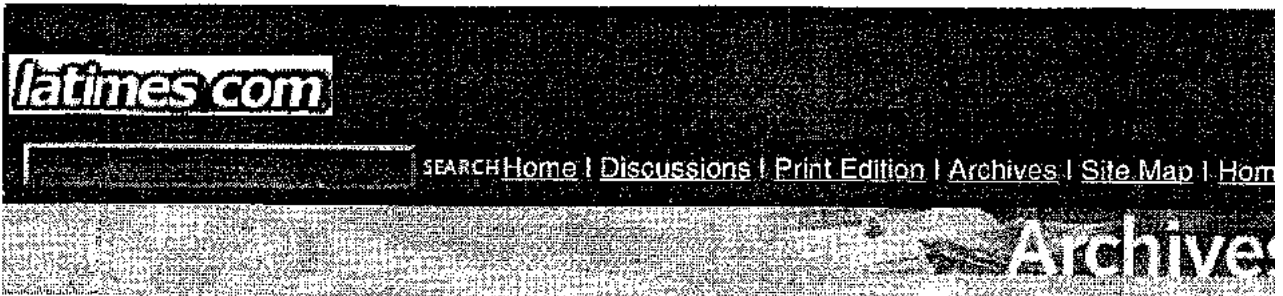 latimes com
SEARCH Home | Discussions | Print Edition | Archives | Site Map | Hom
Archives